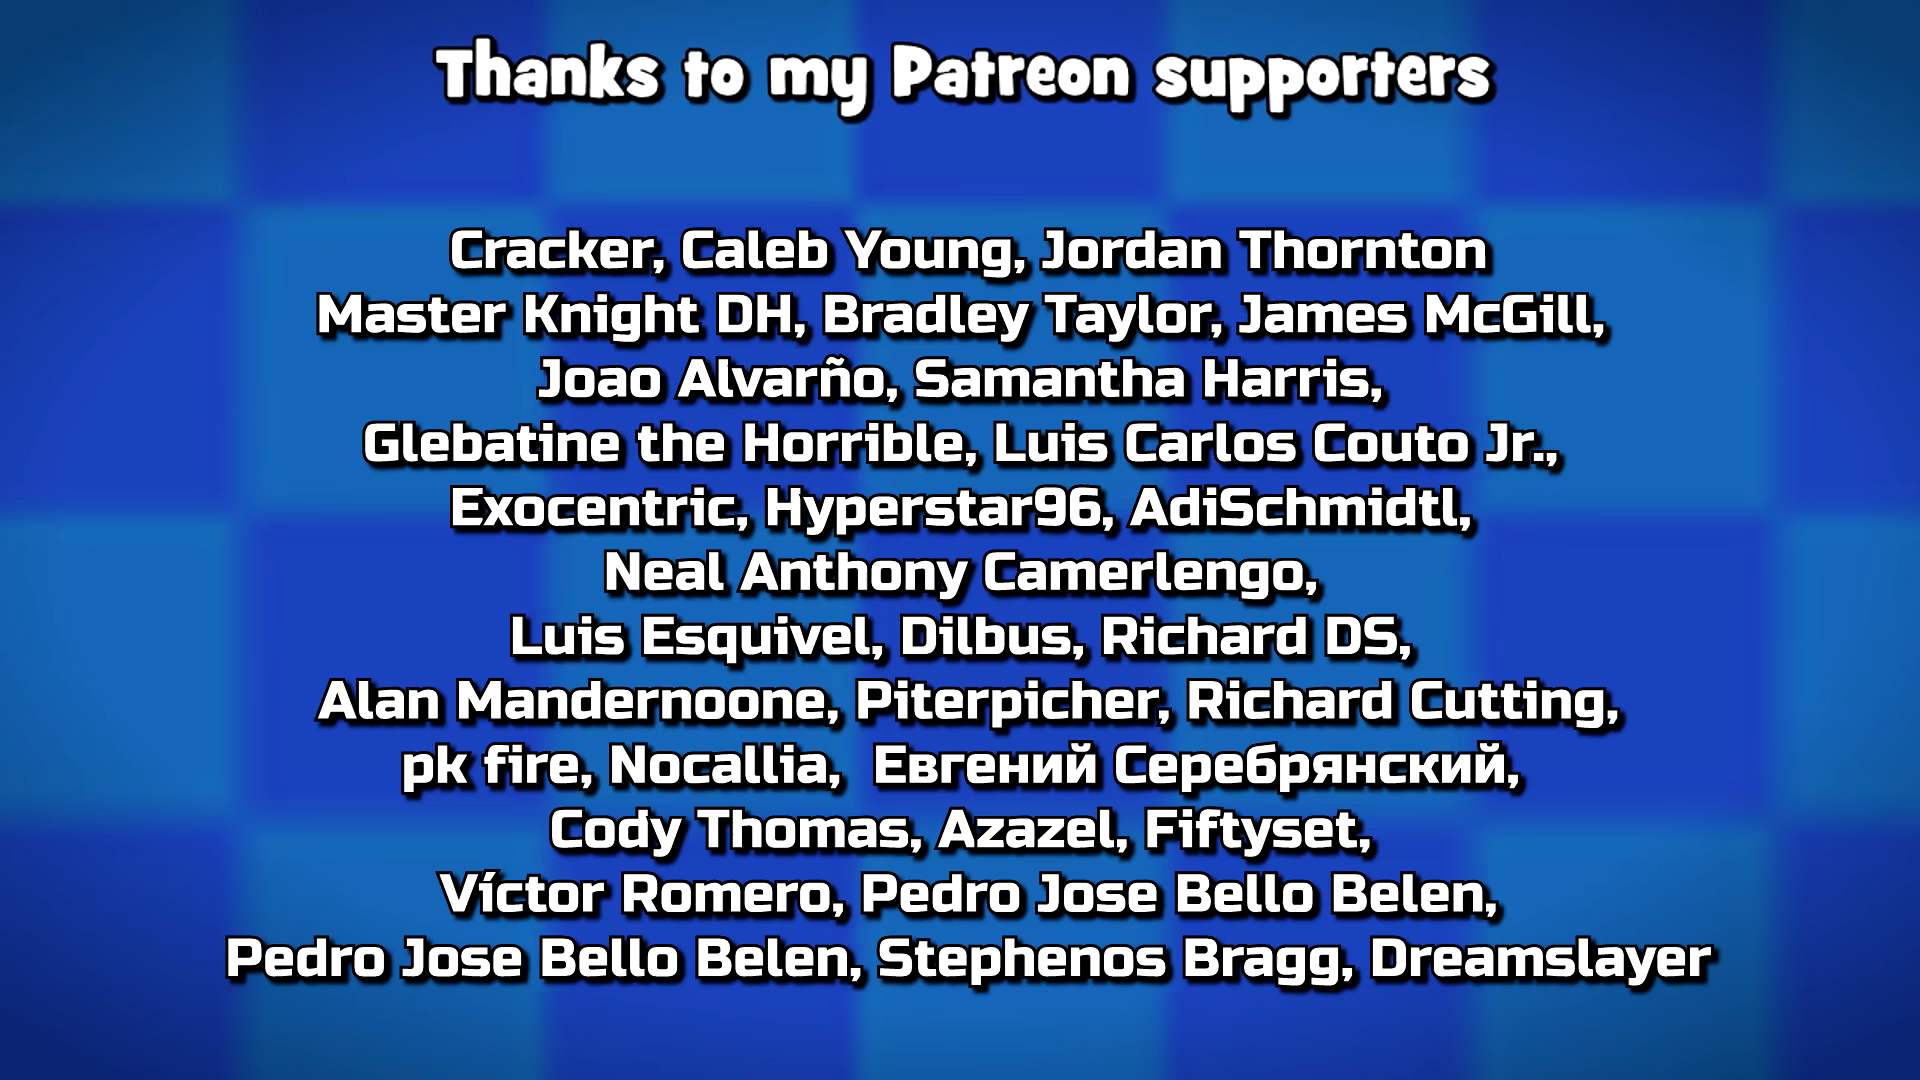 Thanks to my Patreon supporters
Cracker, Caleb Young, Jordan Thornton
Master Knight DH, Bradley Taylor, James McGill,
Joao Alvarño, Samantha Harris,
Glebatine the Horrible, Luis Carlos Couto Jr.,
Exocentric, Hyperstar96, AdiSchmidtl,
Neal Anthony Camerlengo,
Luis Esquivel, Dilbus, Richard DS,
Alan Mandernoone, Piterpicher, Richard Cutting,
pk fire, Nocallia, Евгений Серебрянский,
Cody Thomas, Azazel, Fiftyset,
Víctor Romero, Pedro Jose Bello Belen,
Pedro Jose Bello Belen, Stephenos Bragg, Dreamslayer